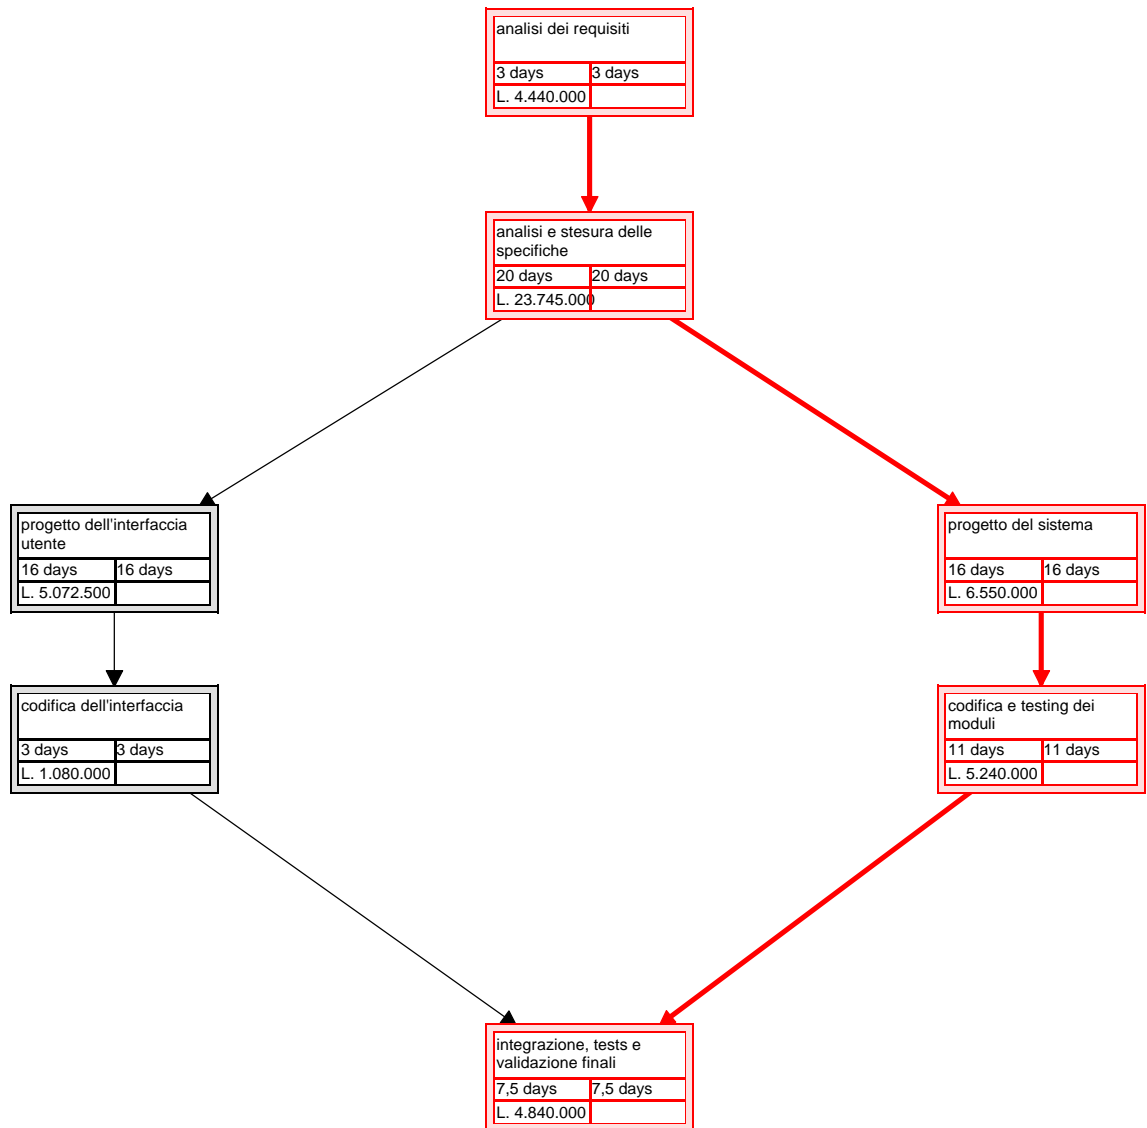 analisi dei requisiti
3 days 3 days
L. 4.440.000
analisi e stesura delle
specifiche
20 days 20 days
L. 23.745.000
progetto dell'interfaccia
utente
16 days 16 days
L. 5.072.500
progetto del sistema
16 days 16 days
L. 6.550.000
codifica dell'interfaccia
3 days 3 days
L. 1.080.000
codifica e testing dei
moduli
11 days 11 days
L. 5.240.000
integrazione, tests e
validazione finali
7,5 days 7,5 days
L. 4.840.000